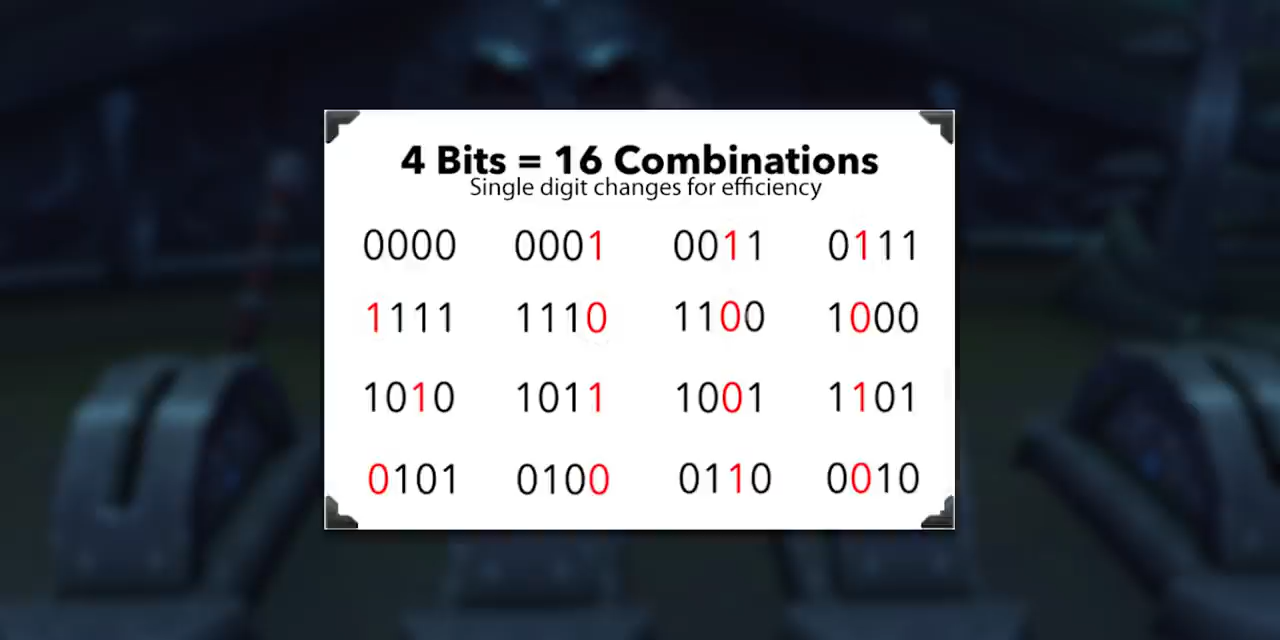 4 Bits = 16 Combinations
Single digit changes for efficiency
0000 0001 0011 0111
1111 1110 1100 1000
1010 1011 1001 1101
0101 0100 0110 0010